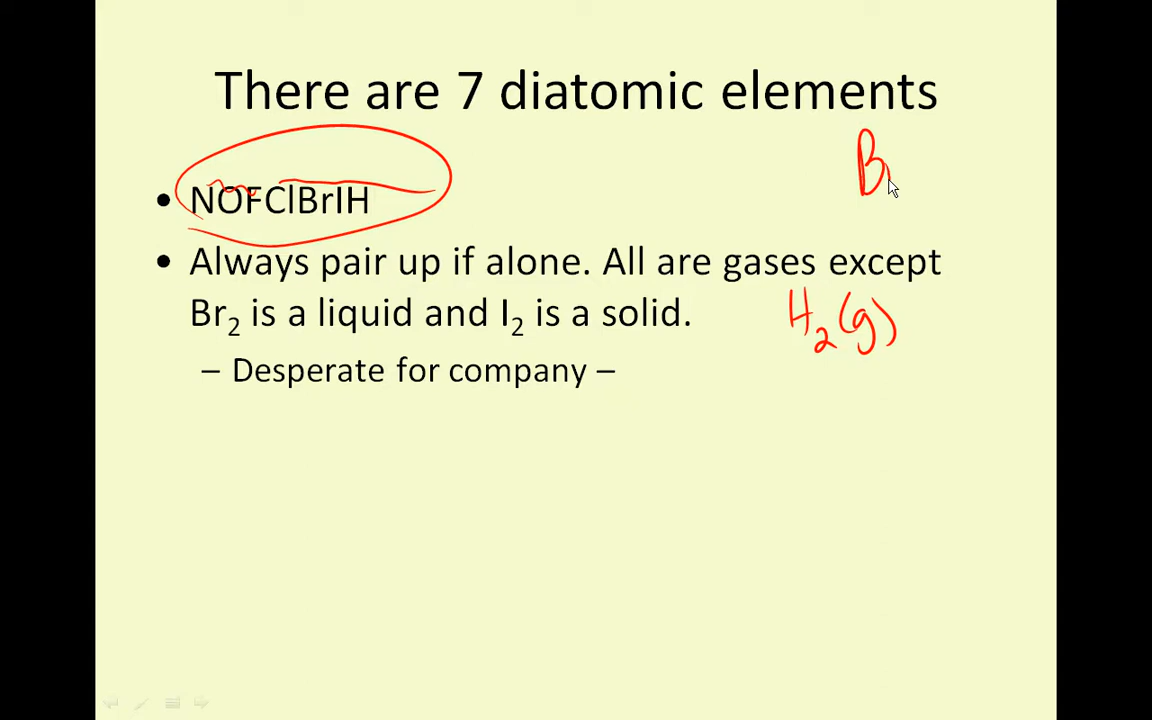 There are 7 diatomic elements
B
• NOFClBrIH
• Always pair up if alone. All are gases except
Br₂ is a liquid and I₂ is a solid.
H₂(g)
– Desperate for company –